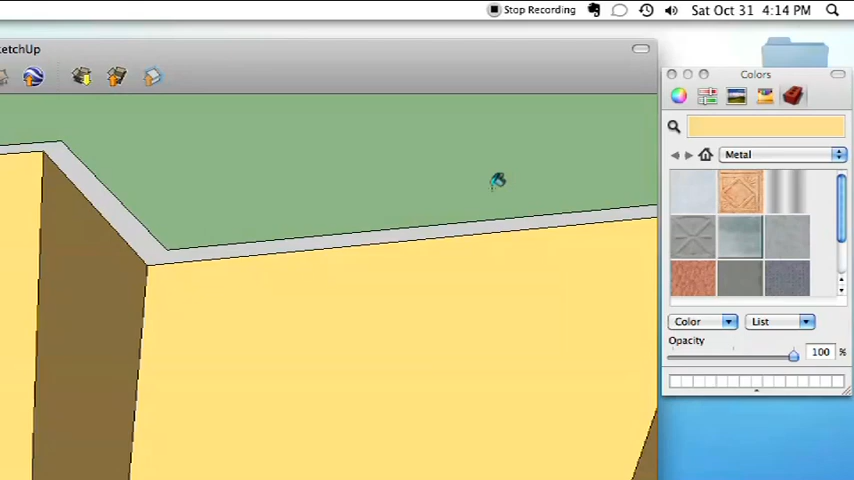 Stop Recording Sat Oct 31 4:14 PM
etchUp
Colors
Metal
Color List
Opacity
100 %